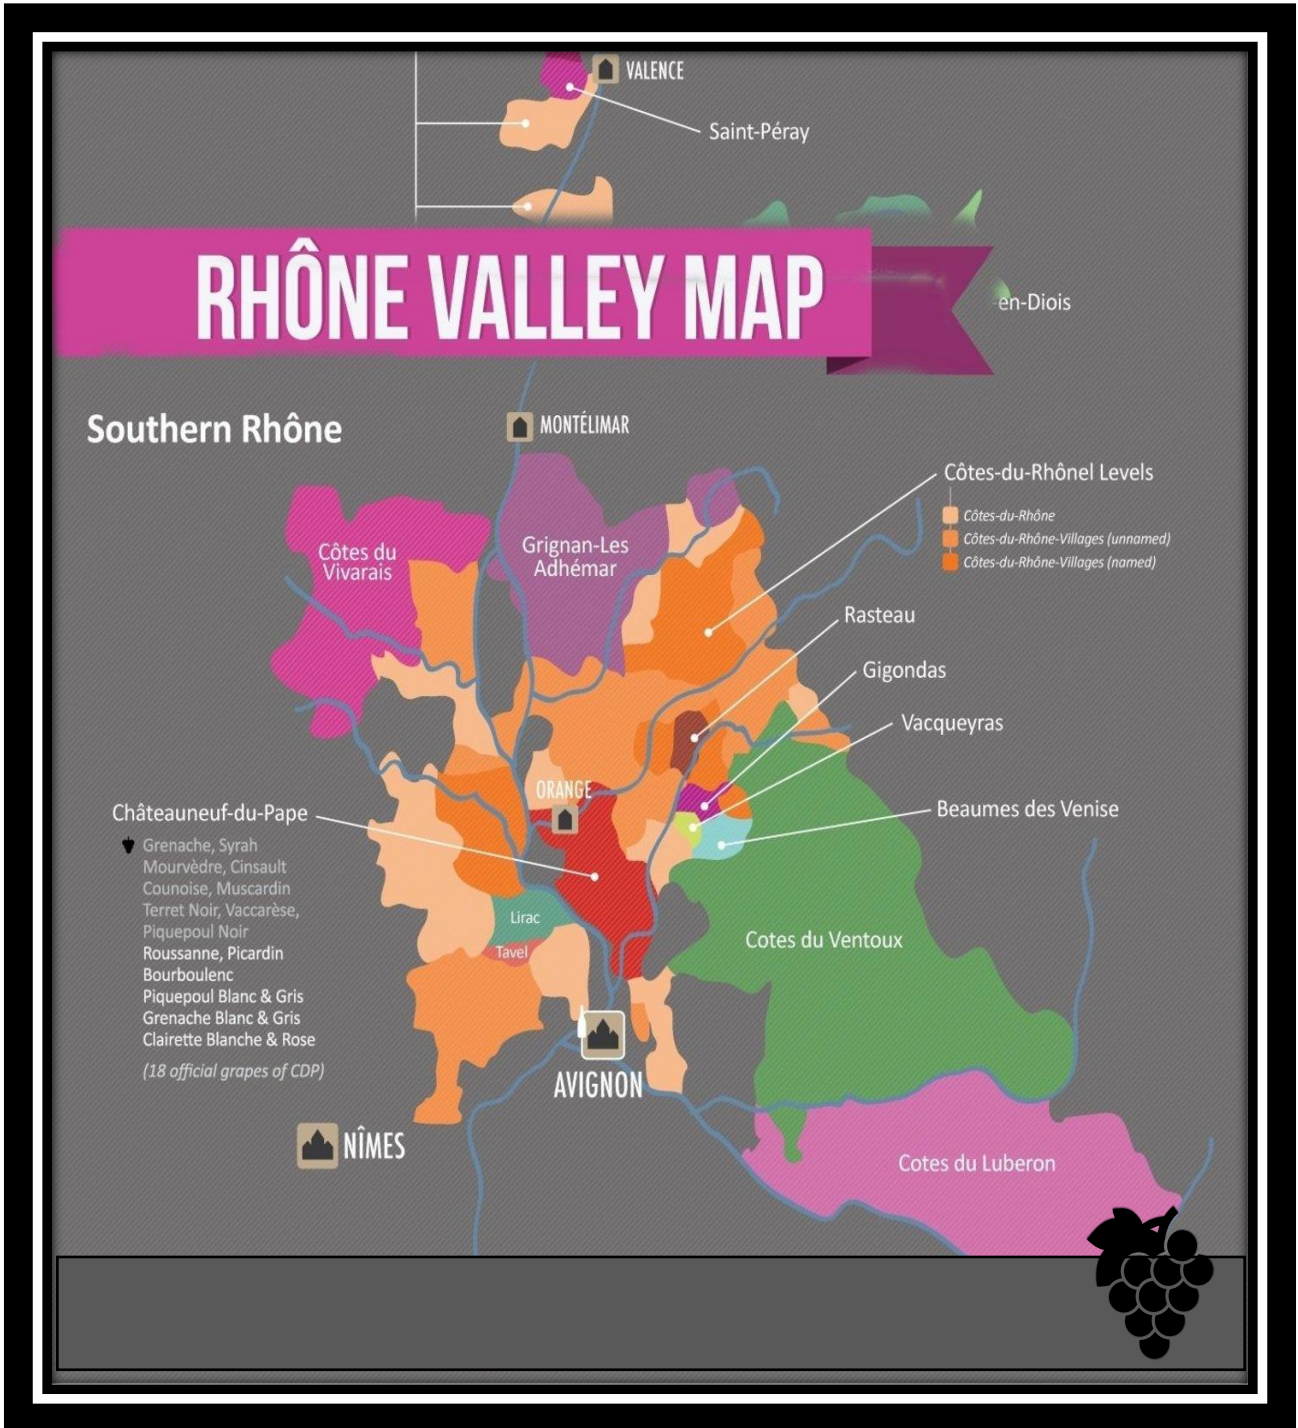 VALENCE
Saint-Péray
RHÔNE VALLEY MAP
en-Diois
Southern Rhône
MONTÉLIMAR
Côtes-du-Rhônel Levels
Côtes-du-Rhône
Côtes-du-Rhône-Villages (unnamed)
Côtes-du-Rhône-Villages (named)
Côtes du
Vivarais
Grignan-Les
Adhémar
Rasteau
Gigondas
Vacqueyras
ORANGE
Beaumes des Venise
Châteauneuf-du-Pape
Grenache, Syrah
Mourvèdre, Cinsault
Counoise, Muscardin
Terret Noir, Vaccarèse,
Piquepoul Noir
Roussanne, Picardin
Bourboulenc
Piquepoul Blanc & Gris
Grenache Blanc & Gris
Clairette Blanche & Rose
(18 official grapes of CDP)
Lirac
Tavel
Cotes du Ventoux
AVIGNON
NÎMES
Cotes du Luberon